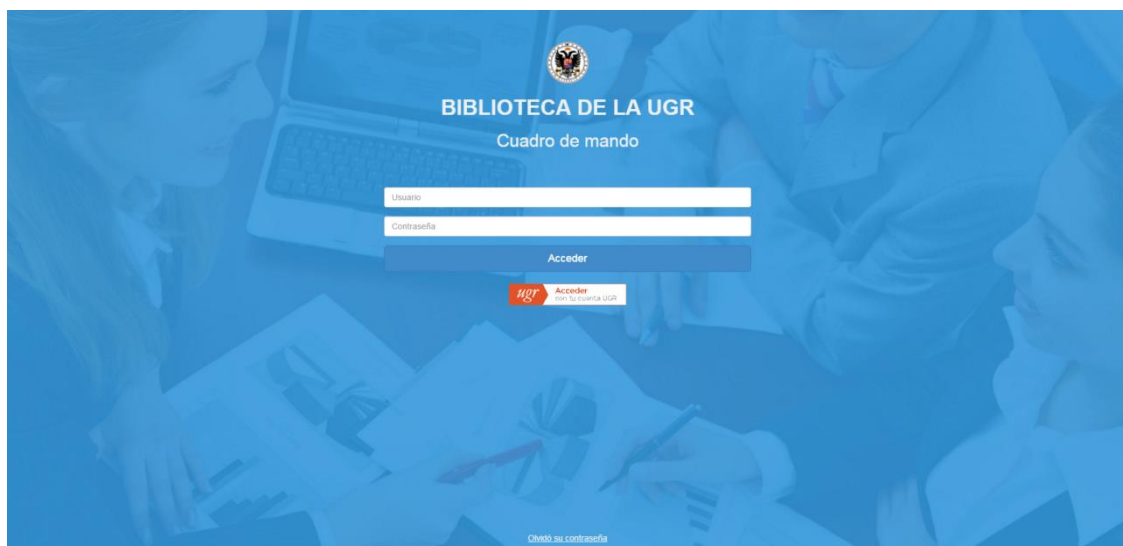 BIBLIOTECA DE LA UGR
Cuadro de mando
Usuario
Contraseña
Acceder
ugr
Acceder
con tu cuenta UGR
Olvidó su contraseña